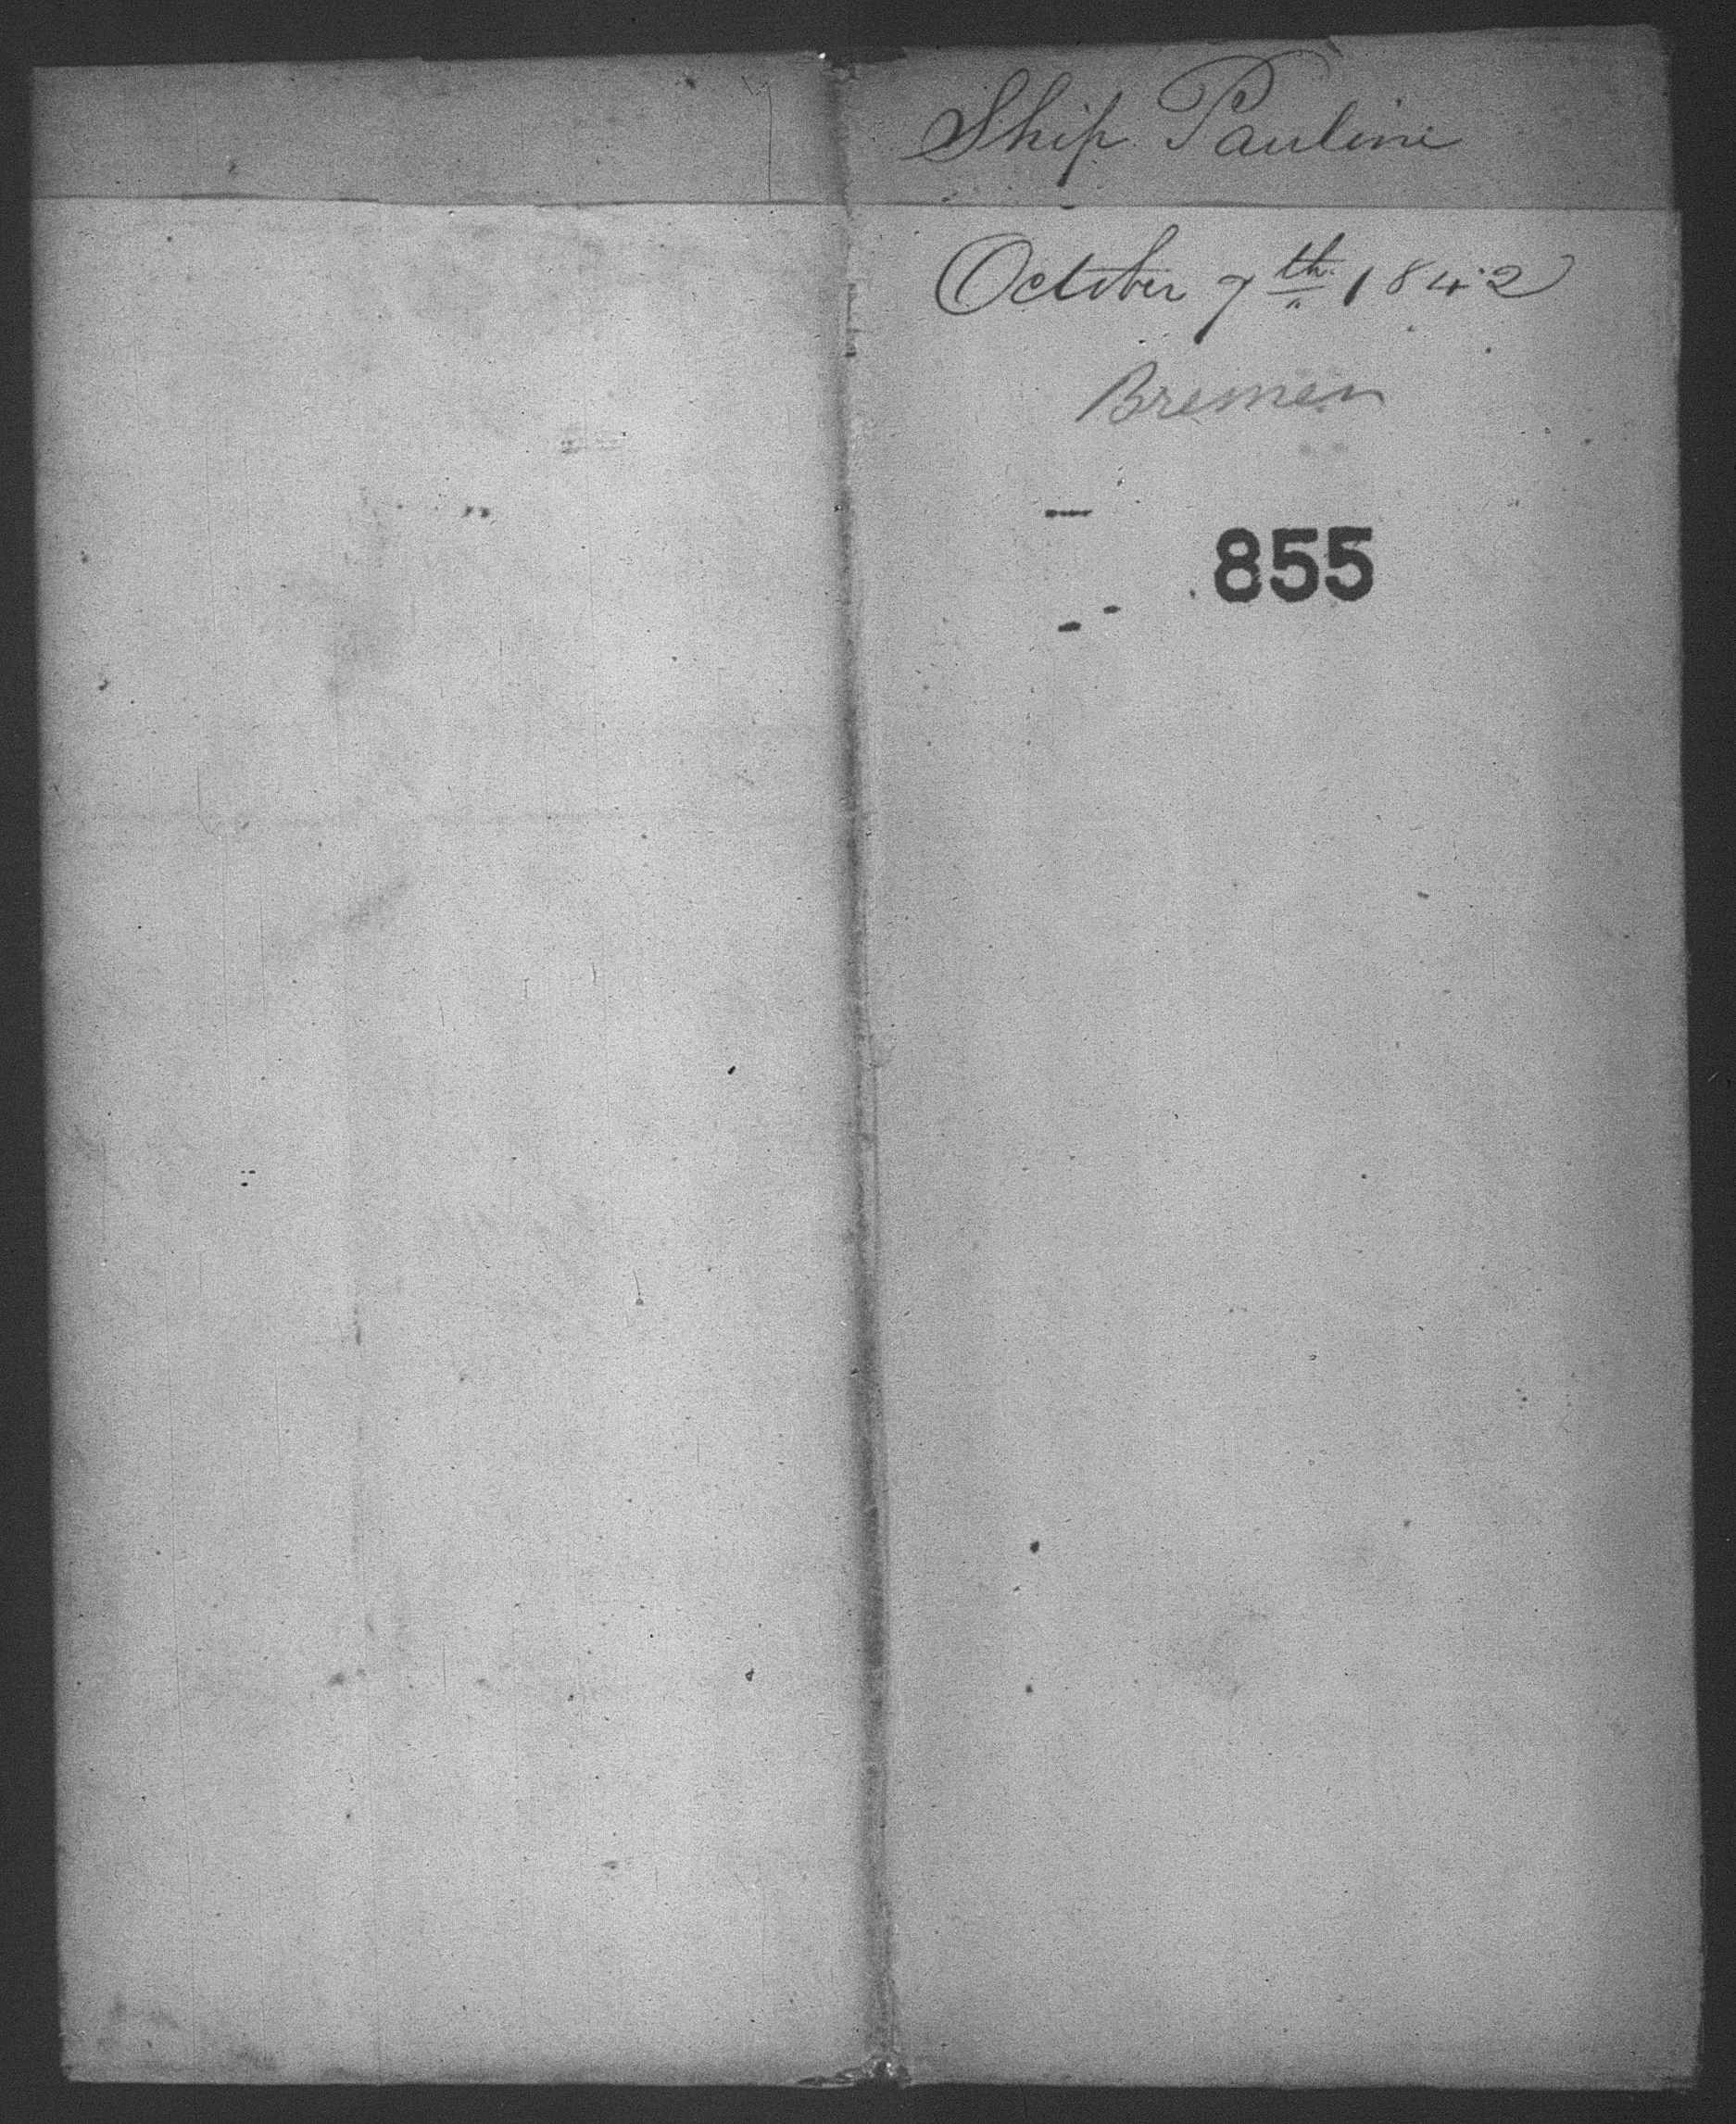 Ship Pauline
October 7th 1842
Bremen
855